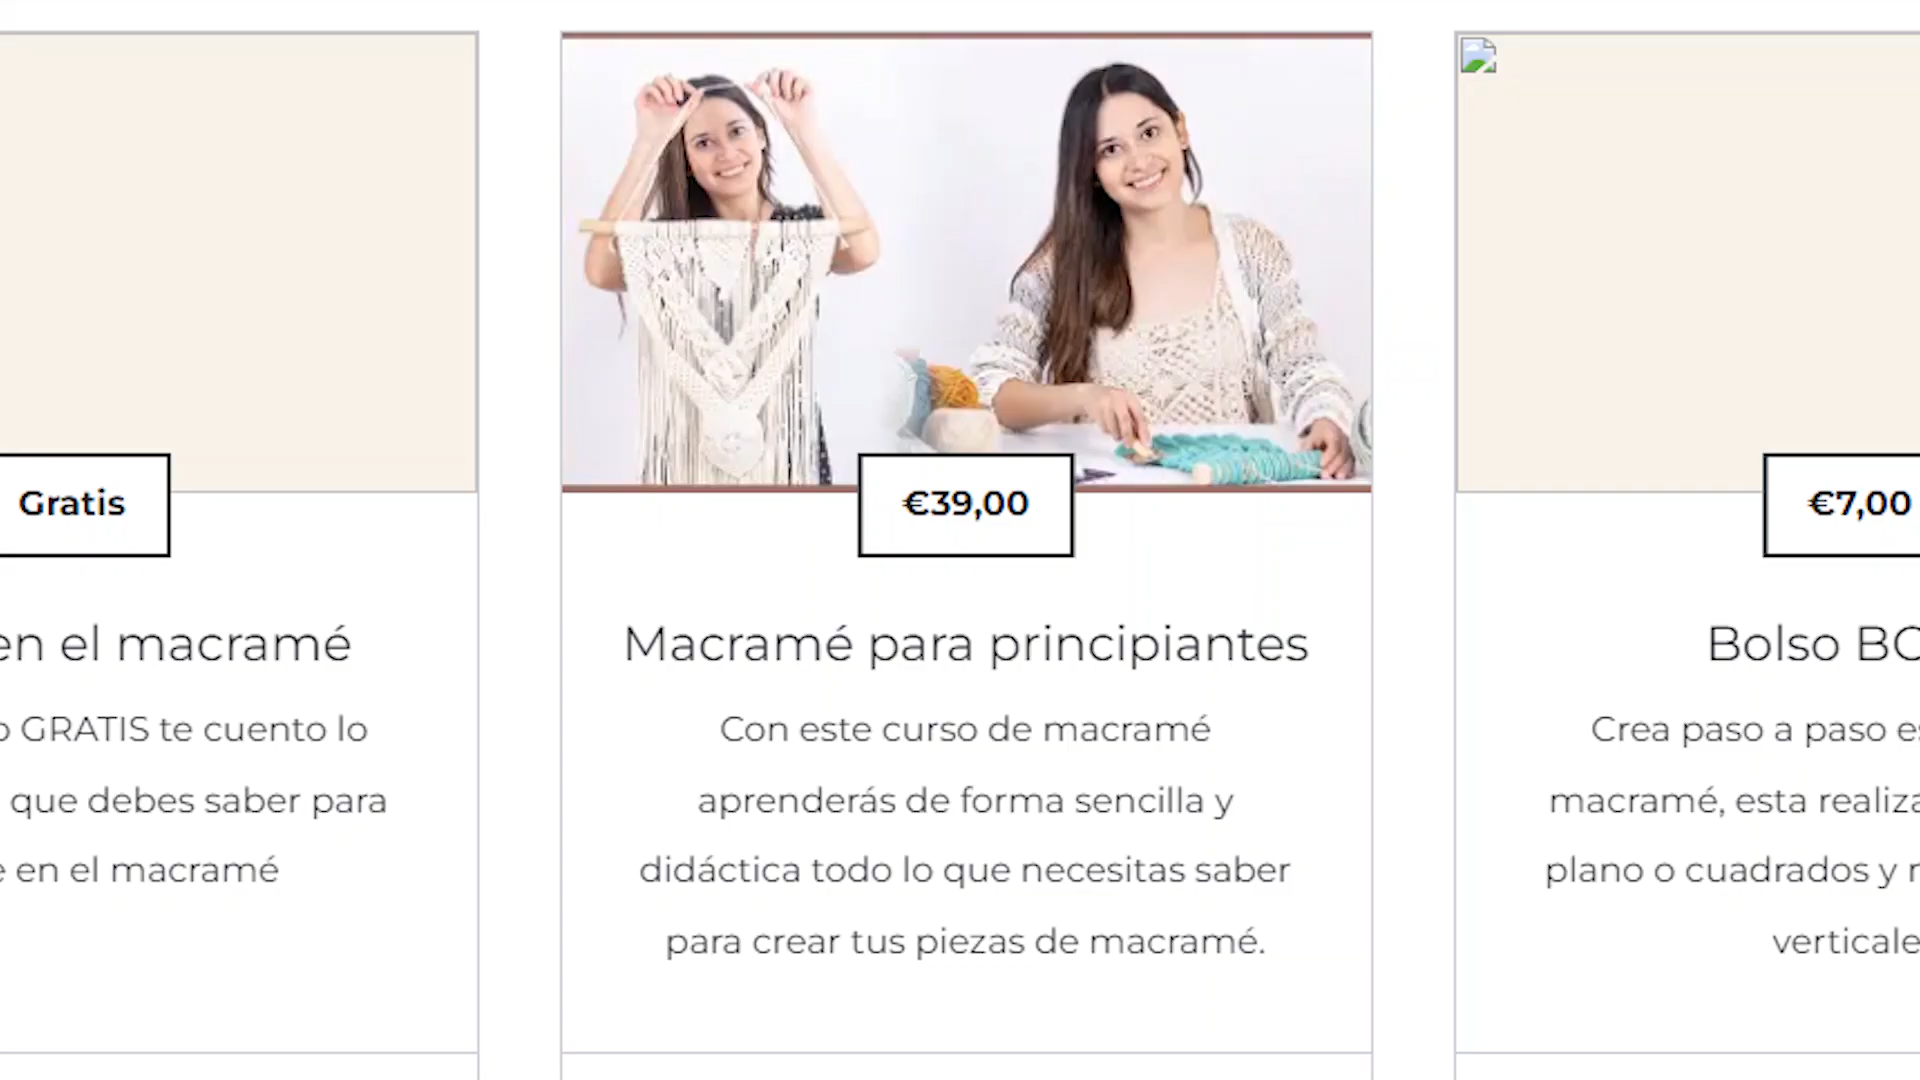 Gratis
en el macramé
GRATIS te cuento lo
que debes saber para
en el macramé
€39,00
Macramé para principiantes
Con este curso de macramé
aprenderás de forma sencilla y
didáctica todo lo que necesitas saber
para crear tus piezas de macramé.
€7,00
Bolso
Crea paso a paso
macramé, esta
plano o cuadrados y